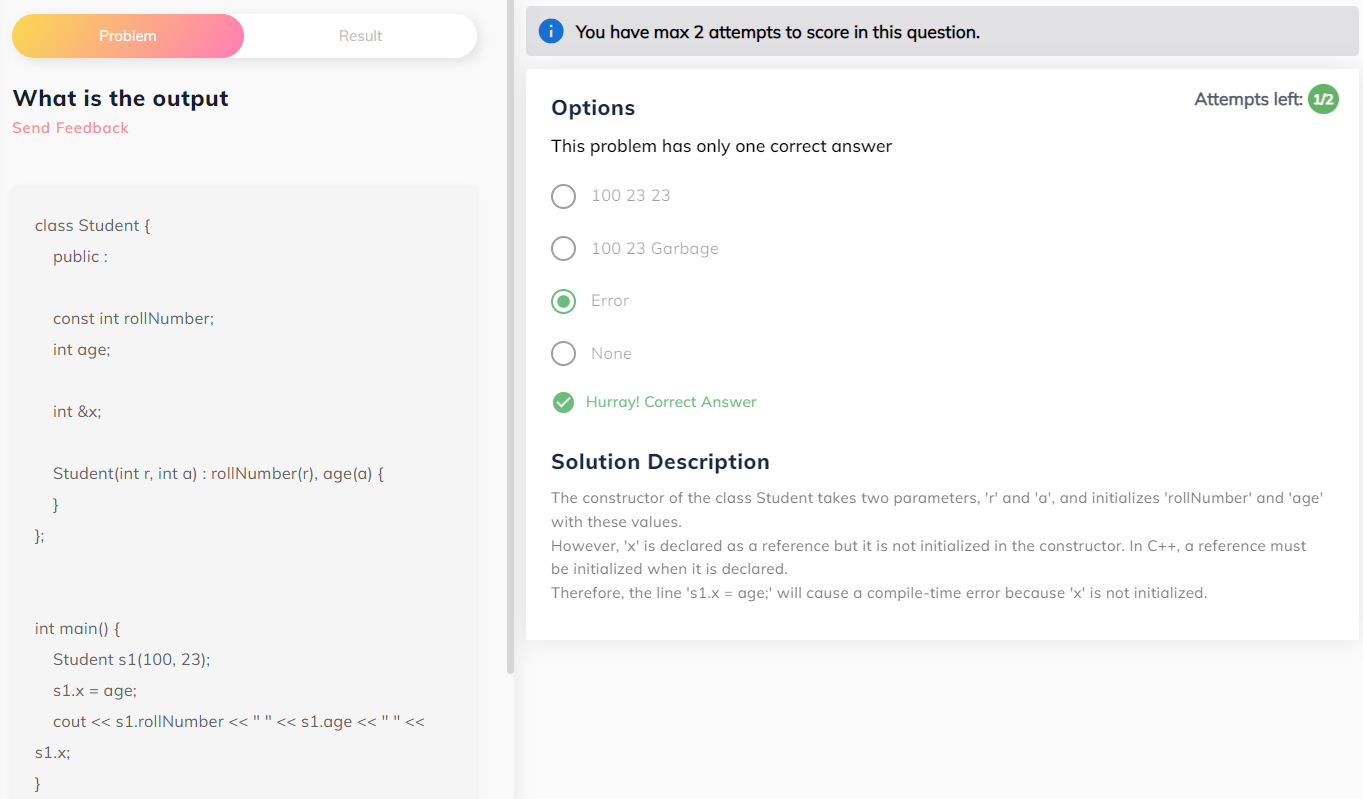 Problem
Result
What is the output
Send Feedback
class Student {
public :
const int rollNumber;
int age;
int &x;
Student(int r, int a) : rollNumber(r), age(a) {
}
};
int main() {
Student s1(100, 23);
s1.x = age;
cout << s1.rollNumber << " " << s1.age << " " <<
s1.x;
}
i You have max 2 attempts to score in this question.
Options
Attempts left: 1/2
This problem has only one correct answer
100 23 23
100 23 Garbage
Error
None
Hurray! Correct Answer
Solution Description
The constructor of the class Student takes two parameters, 'r' and 'a', and initializes 'rollNumber' and 'age'
with these values.
However, 'x' is declared as a reference but it is not initialized in the constructor. In C++, a reference must
be initialized when it is declared.
Therefore, the line 's1.x = age;' will cause a compile-time error because 'x' is not initialized.